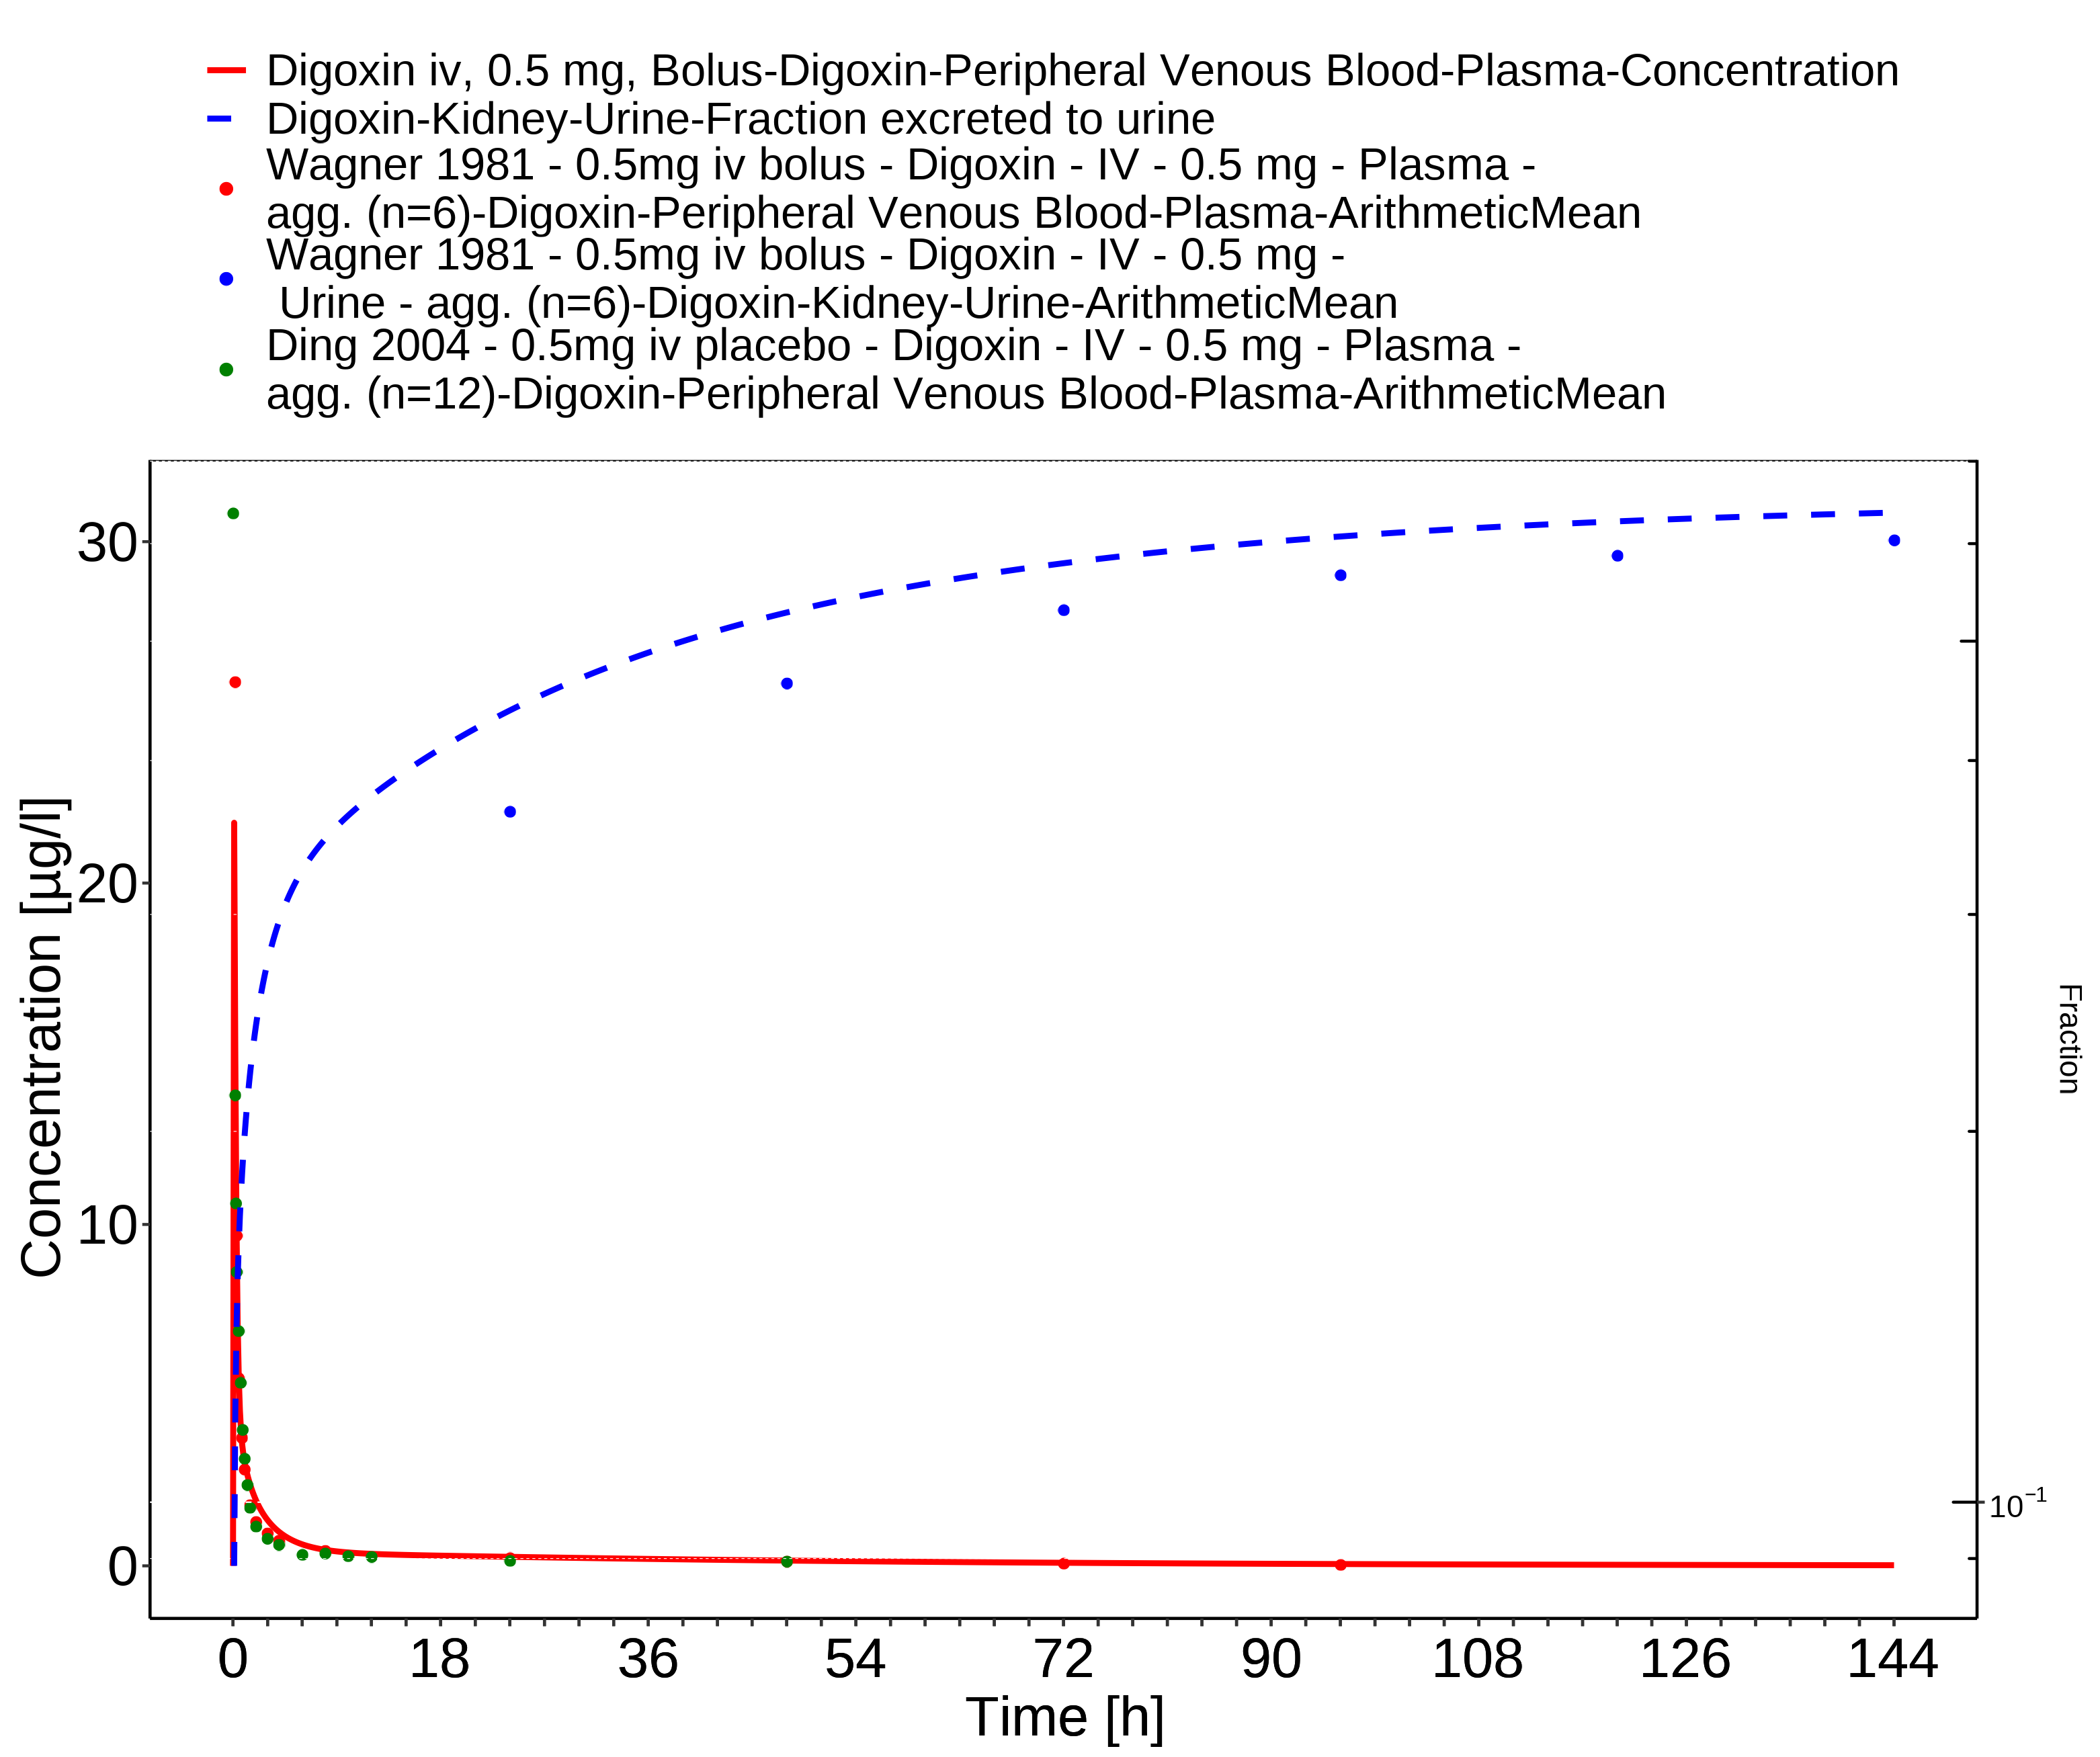 Digoxin iv, 0.5 mg, Bolus-Digoxin-Peripheral Venous Blood-Plasma-Concentration
Digoxin-Kidney-Urine-Fraction excreted to urine
Wagner 1981 - 0.5mg iv bolus - Digoxin - IV - 0.5 mg - Plasma -
agg. (n=6)-Digoxin-Peripheral Venous Blood-Plasma-ArithmeticMean
Wagner 1981 - 0.5mg iv bolus - Digoxin - IV - 0.5 mg -
Urine - agg. (n=6)-Digoxin-Kidney-Urine-ArithmeticMean
Ding 2004 - 0.5mg iv placebo - Digoxin - IV - 0.5 mg - Plasma -
agg. (n=12)-Digoxin-Peripheral Venous Blood-Plasma-ArithmeticMean
30
20
10
0
Concentration [µg/l]
Fraction
10⁻¹
0 18 36 54 72 90 108 126 144
Time [h]